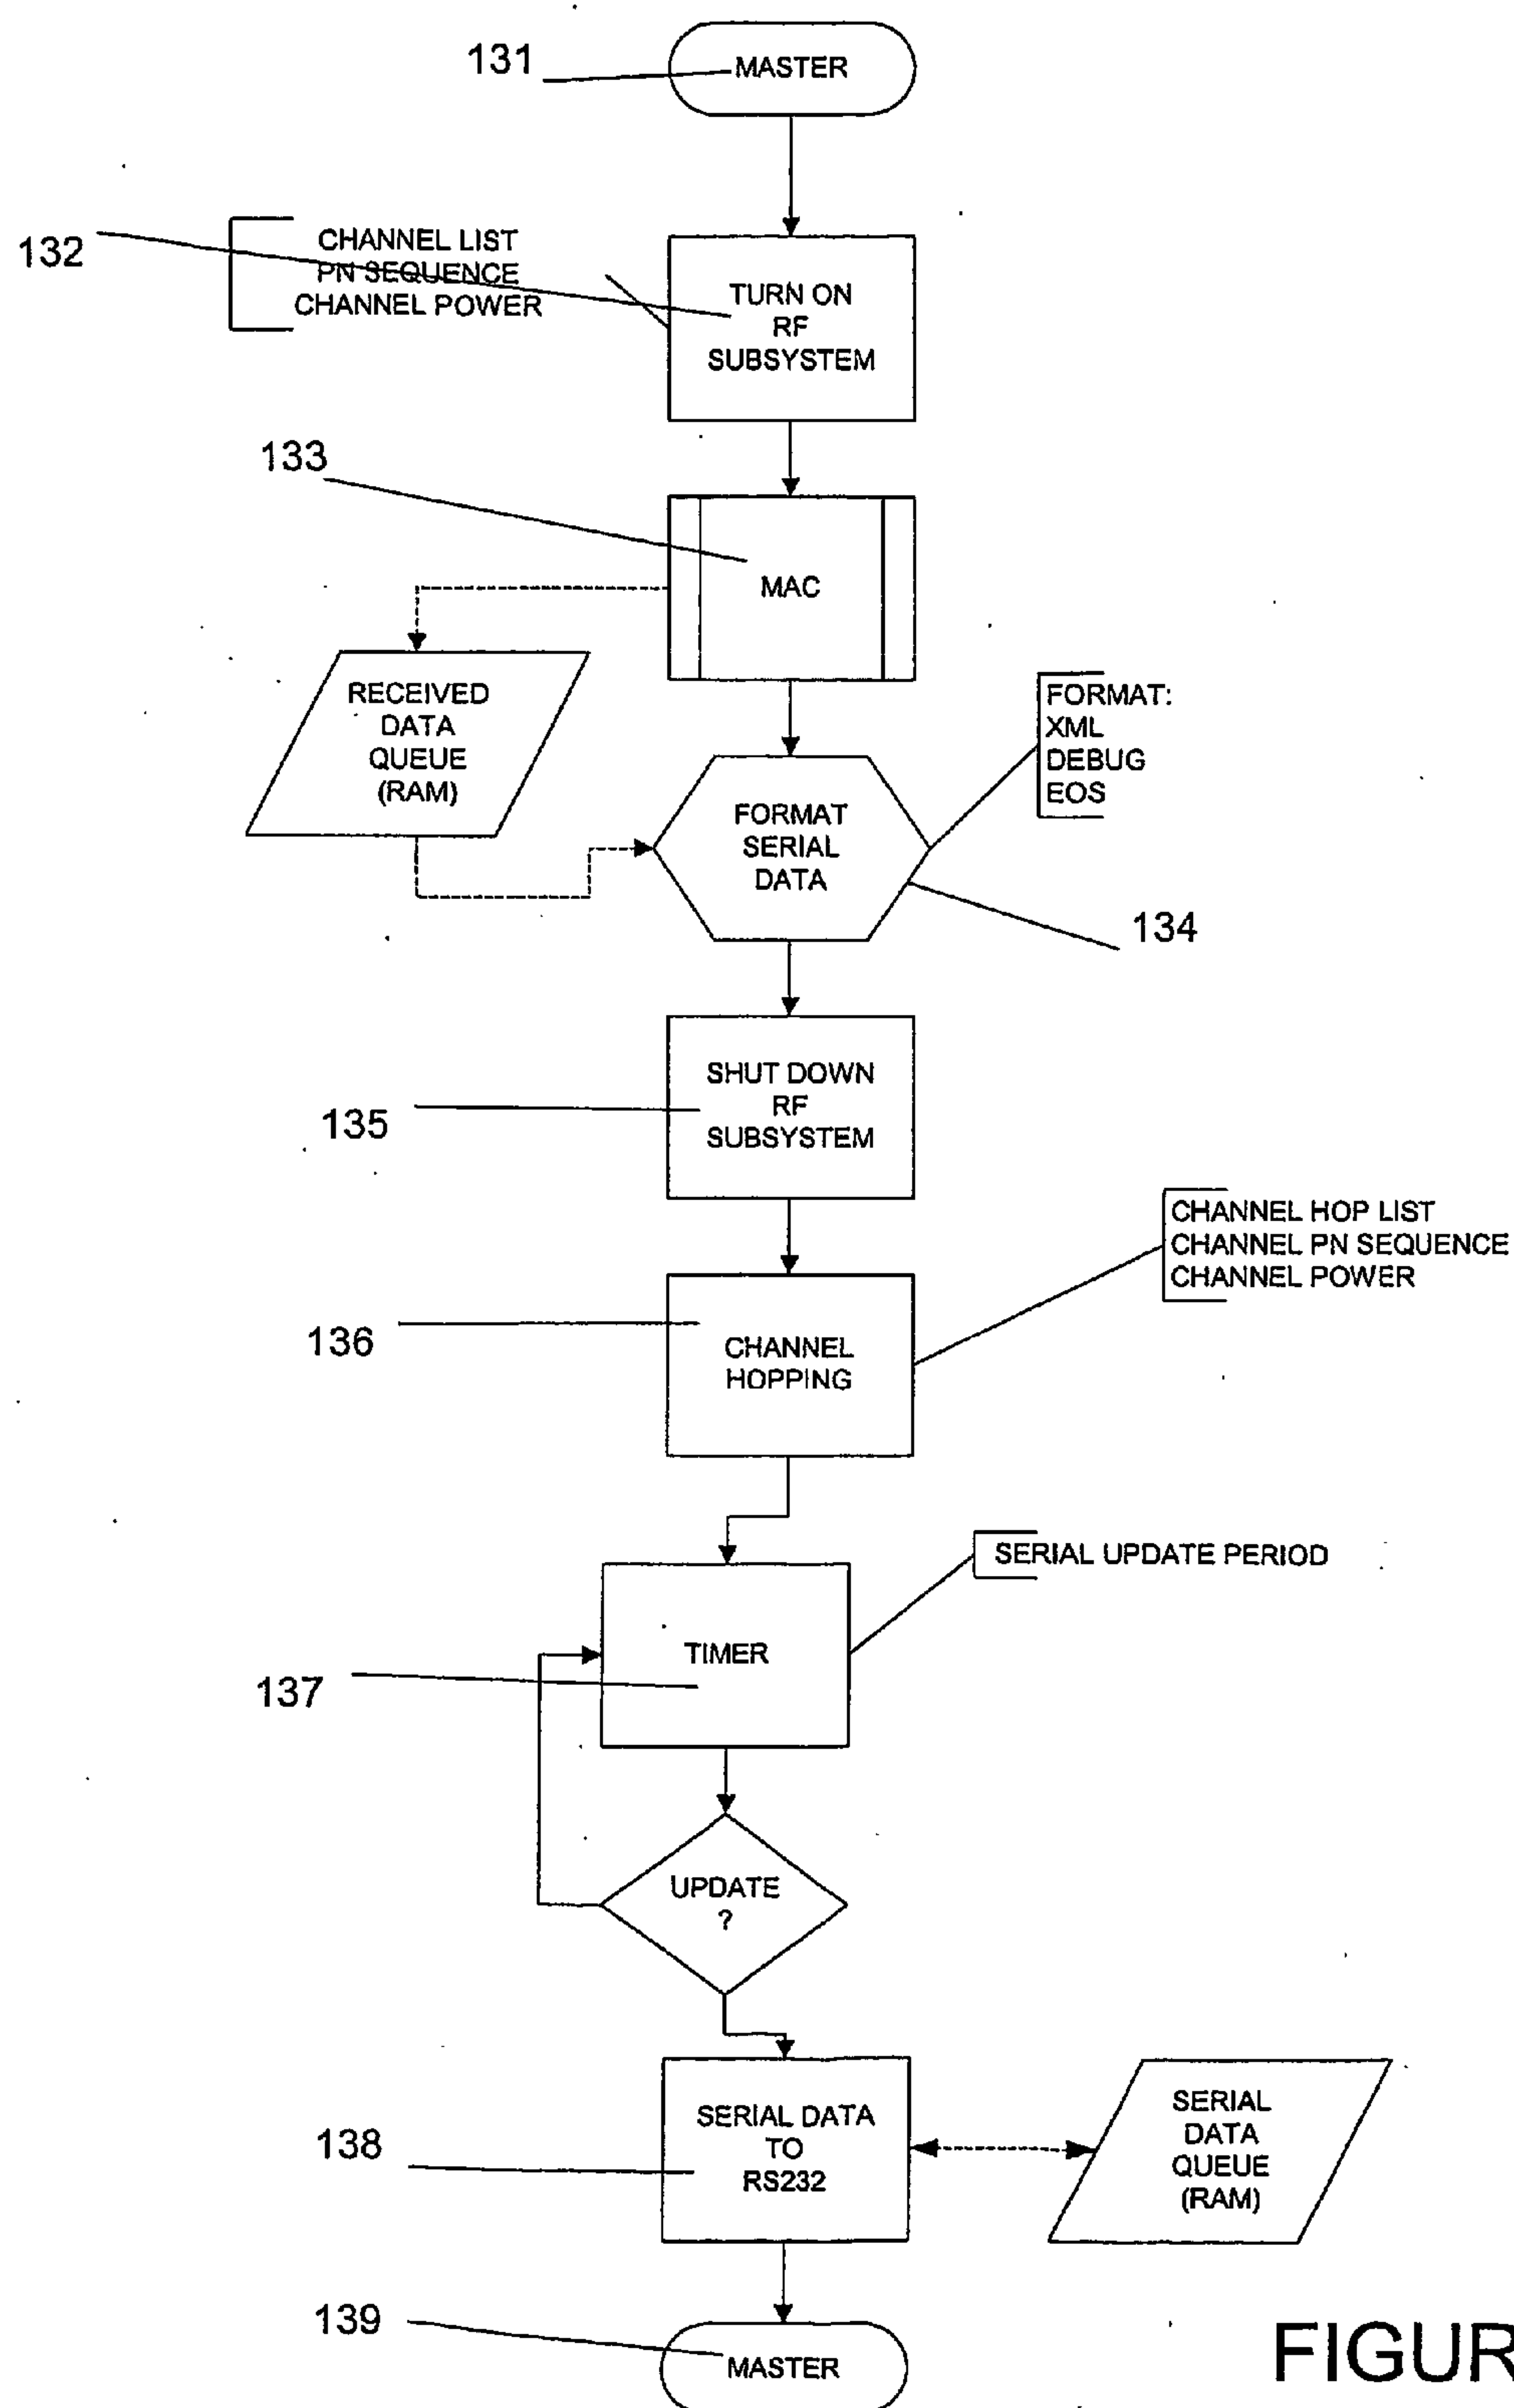 131
MASTER
132
CHANNEL LIST
PN SEQUENCE
CHANNEL POWER
TURN ON
RF
SUBSYSTEM
133
MAC
RECEIVED
DATA
QUEUE
(RAM)
FORMAT:
XML
DEBUG
EOS
FORMAT
SERIAL
DATA
134
SHUT DOWN
RF
SUBSYSTEM
135
CHANNEL HOP LIST
CHANNEL PN SEQUENCE
CHANNEL POWER
136
CHANNEL
HOPPING
SERIAL UPDATE PERIOD
TIMER
137
UPDATE
?
138
SERIAL DATA
TO
RS232
SERIAL
DATA
QUEUE
(RAM)
139
MASTER
FIGUR